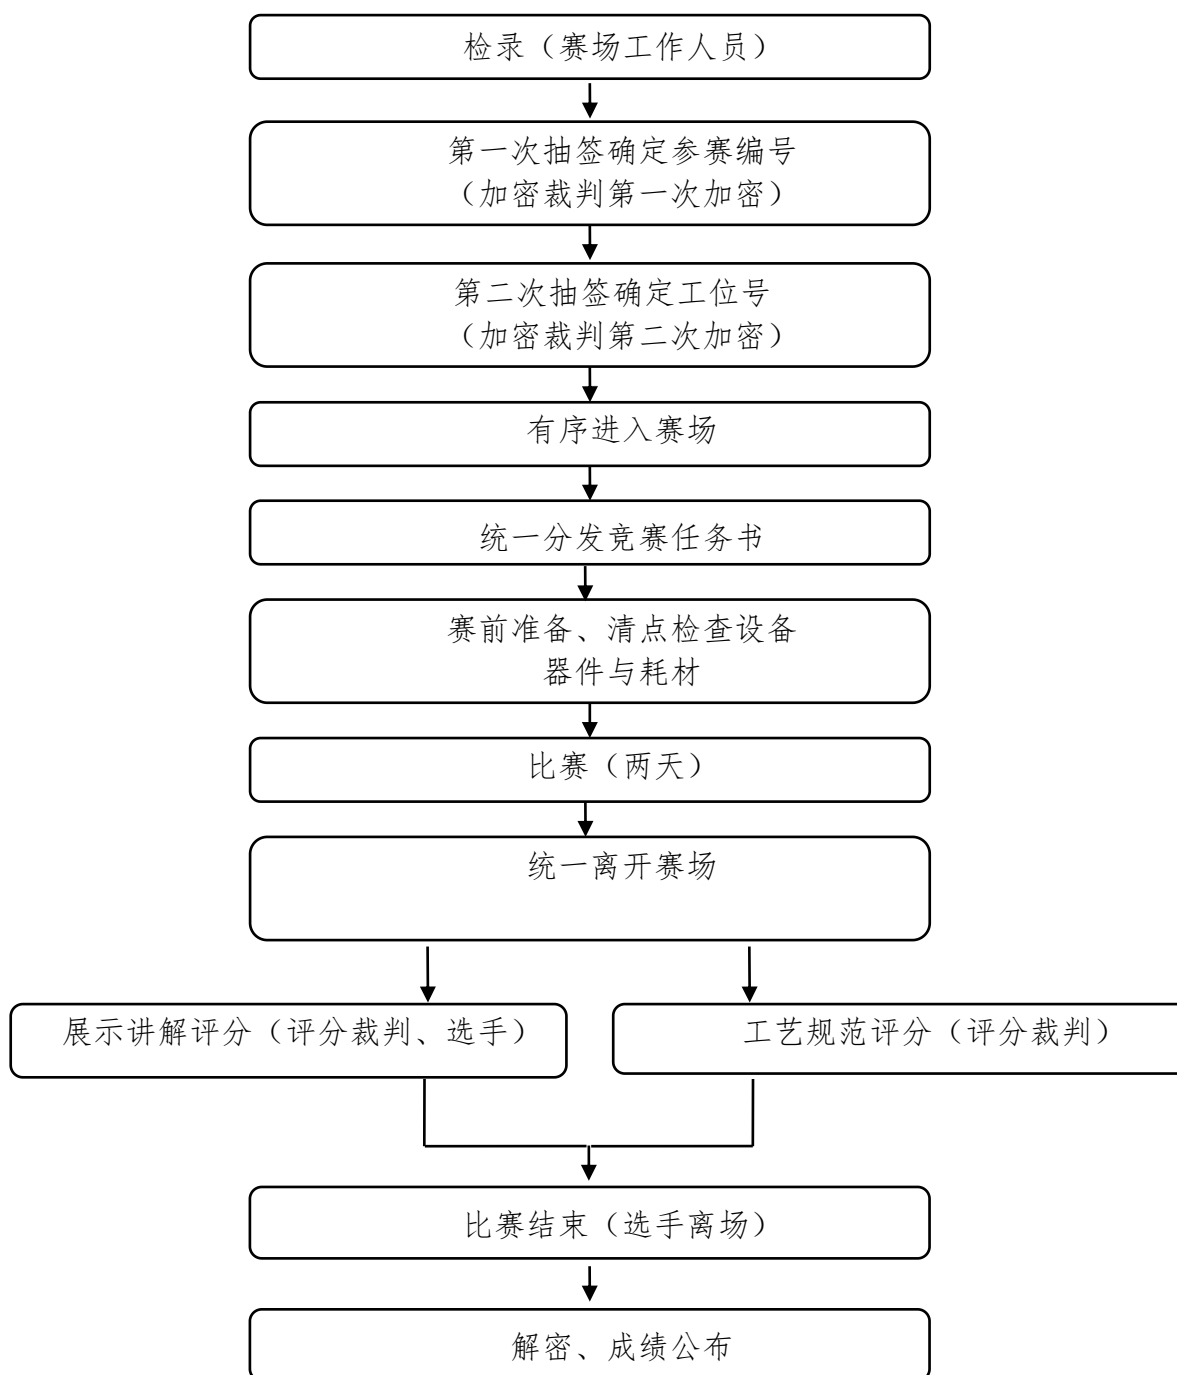 检录（赛场工作人员）
第一次抽签确定参赛编号
（加密裁判第一次加密）
第二次抽签确定工位号
（加密裁判第二次加密）
有序进入赛场
统一分发竞赛任务书
赛前准备、清点检查设备
器件与耗材
比赛（两天）
统一离开赛场
展示讲解评分（评分裁判、选手）
工艺规范评分（评分裁判）
比赛结束（选手离场）
解密、成绩公布